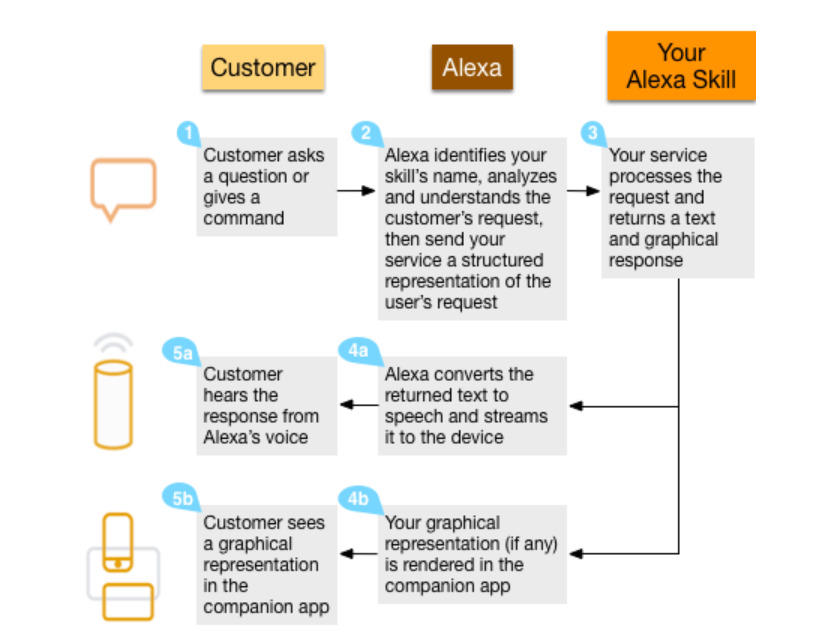 Customer
Alexa
Your
Alexa Skill
1
Customer asks
a question or
gives a
command
2
Alexa identifies your
skill's name, analyzes
and understands the
customer's request,
then send your
service a structured
representation of the
user's request
3
Your service
processes the
request and
returns a text
and graphical
response
5a
Customer
hears the
response from
Alexa's voice
4a
Alexa converts the
returned text to
speech and streams
it to the device
5b
Customer sees
a graphical
representation
in the
companion app
4b
Your graphical
representation (if any)
is rendered in the
companion app